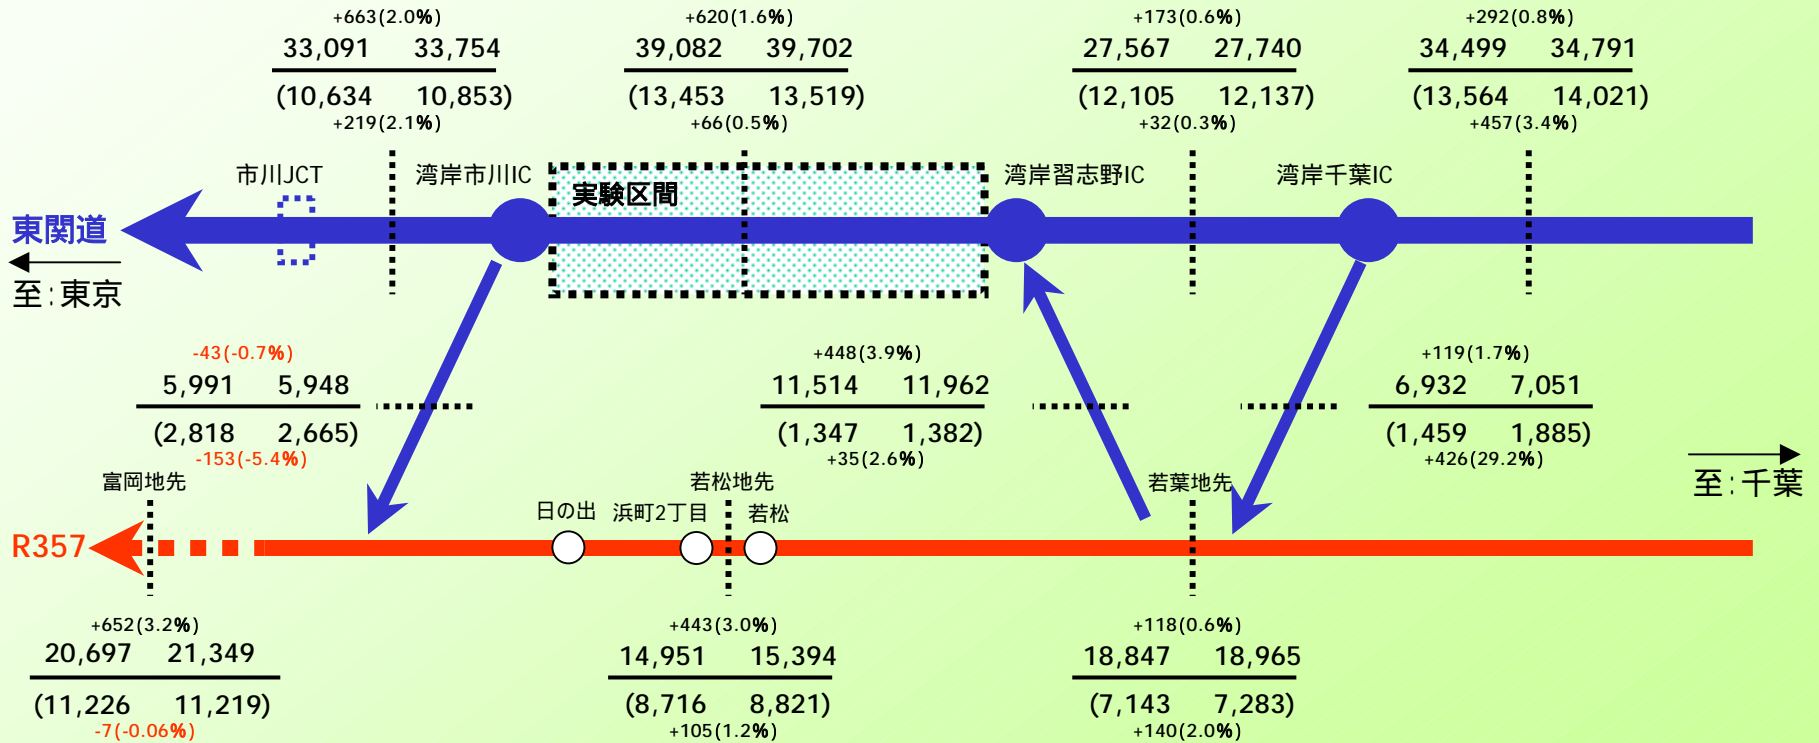 +663(2.0%)
33,091 33,754
(10,634 10,853)
+219(2.1%)
+620(1.6%)
39,082 39,702
(13,453 13,519)
+66(0.5%)
+173(0.6%)
27,567 27,740
(12,105 12,137)
+32(0.3%)
+292(0.8%)
34,499 34,791
(13,564 14,021)
+457(3.4%)
市川JCT
湾岸市川IC
実験区間
湾岸習志野IC
湾岸千葉IC
東関道
至:東京
-43(-0.7%)
5,991 5,948
(2,818 2,665)
-153(-5.4%)
+448(3.9%)
11,514 11,962
(1,347 1,382)
+35(2.6%)
+119(1.7%)
6,932 7,051
(1,459 1,885)
+426(29.2%)
至:千葉
富岡地先
若松地先
若葉地先
日の出
浜町2丁目
若松
R357
+652(3.2%)
20,697 21,349
(11,226 11,219)
-7(-0.06%)
+443(3.0%)
14,951 15,394
(8,716 8,821)
+105(1.2%)
+118(0.6%)
18,847 18,965
(7,143 7,283)
+140(2.0%)